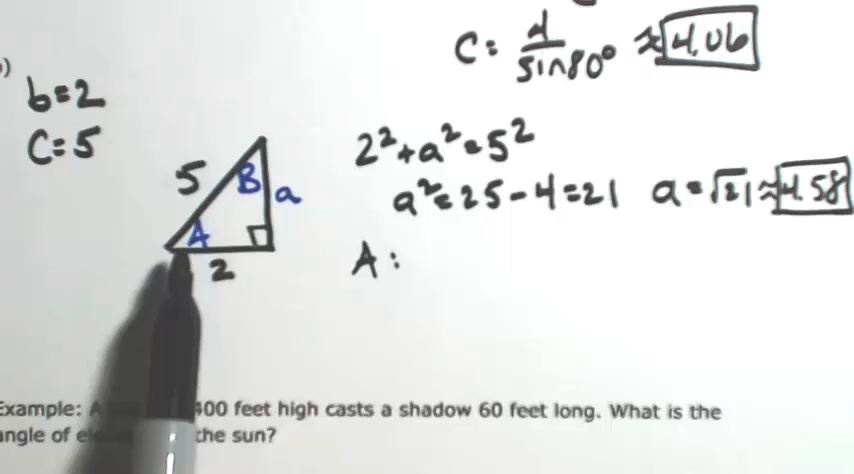 c = 4/sin80° ≈ 4.06
b=2
c=5
2² + a² = 5²
a² = 25 - 4 = 21 a = √21 ≈ 4.58
5 B a
A
2
A:
Example: A 400 feet high casts a shadow 60 feet long. What is the
angle of the sun?